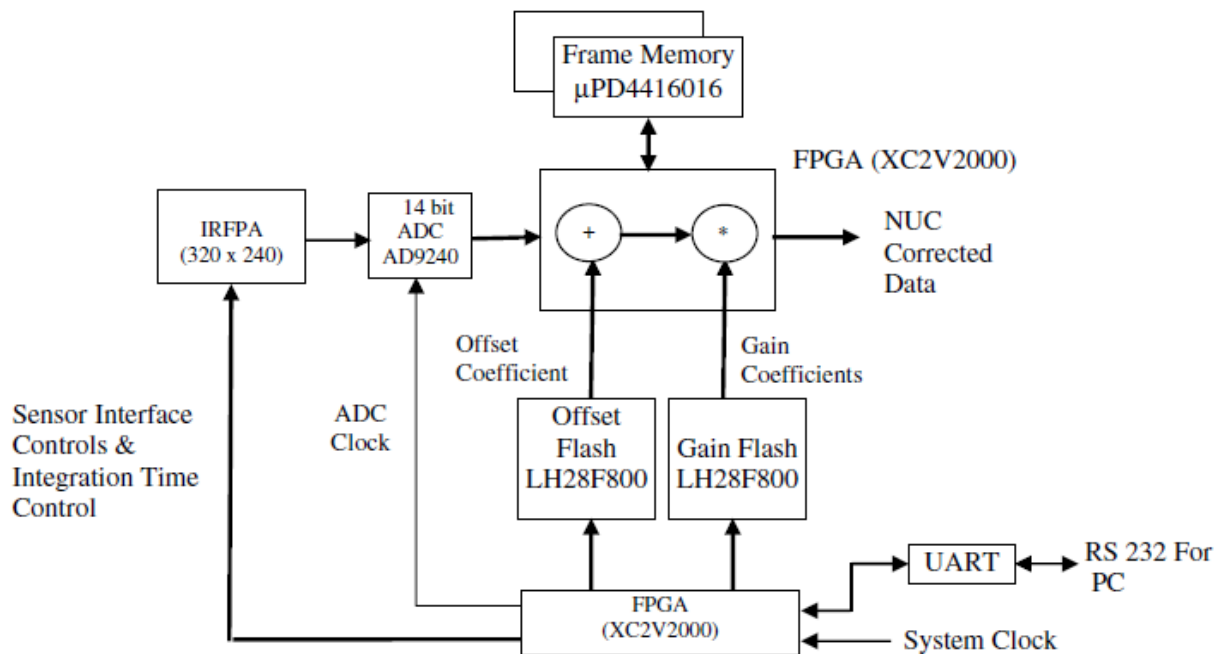 Frame Memory
μPD4416016
FPGA (XC2V2000)
IRFPA
(320 x 240)
14 bit
ADC
AD9240
+
*
NUC
Corrected
Data
Offset
Coefficient
Gain
Coefficients
Sensor Interface
Controls &
Integration Time
Control
ADC
Clock
Offset
Flash
LH28F800
Gain Flash
LH28F800
UART
RS 232 For
PC
FPGA
(XC2V2000)
System Clock